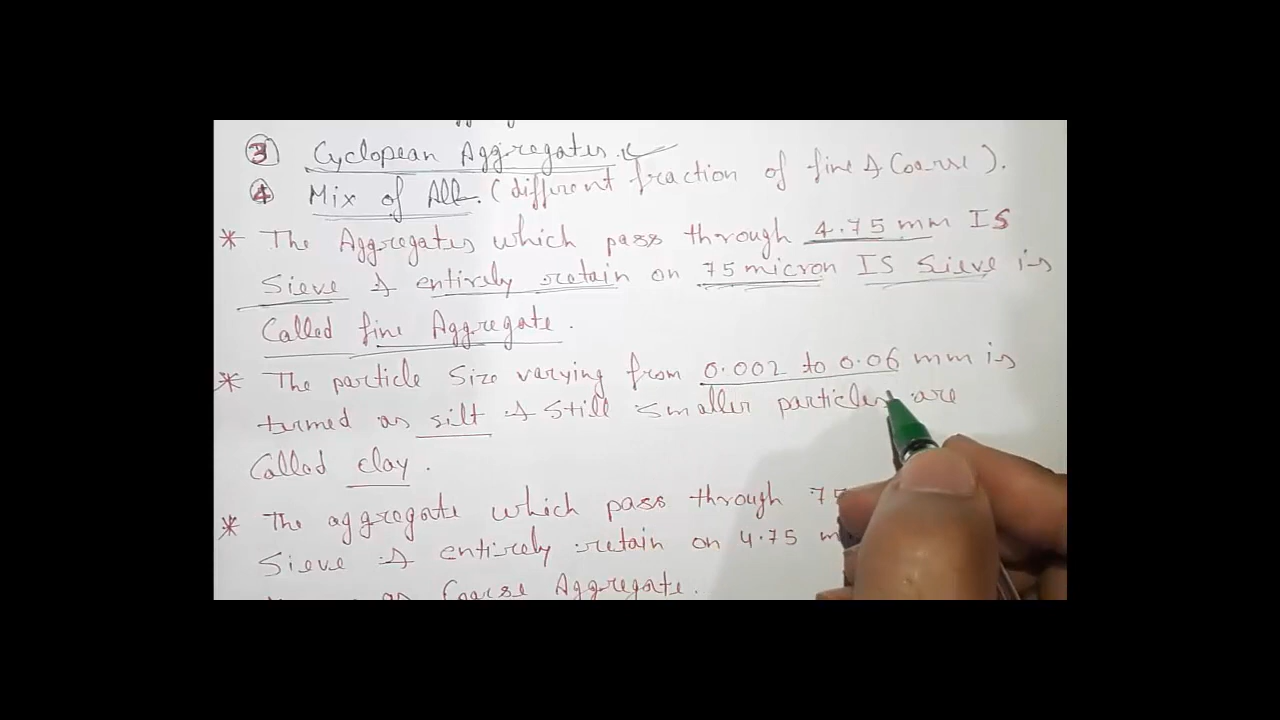 3 Cyclopean Aggregates.
4 Mix of All. (different fraction of fine & Coarse).
* The Aggregates which pass through 4.75 mm IS
Sieve & entirely retain on 75 micron IS Sieve is
Called fine Aggregate.
* The particle size varying from 0.002 to 0.06 mm is
termed as silt & still smaller particles are
Called clay.
* The aggregate which pass through 75
Sieve & entirely retain on 4.75
as Coarse Aggregate.